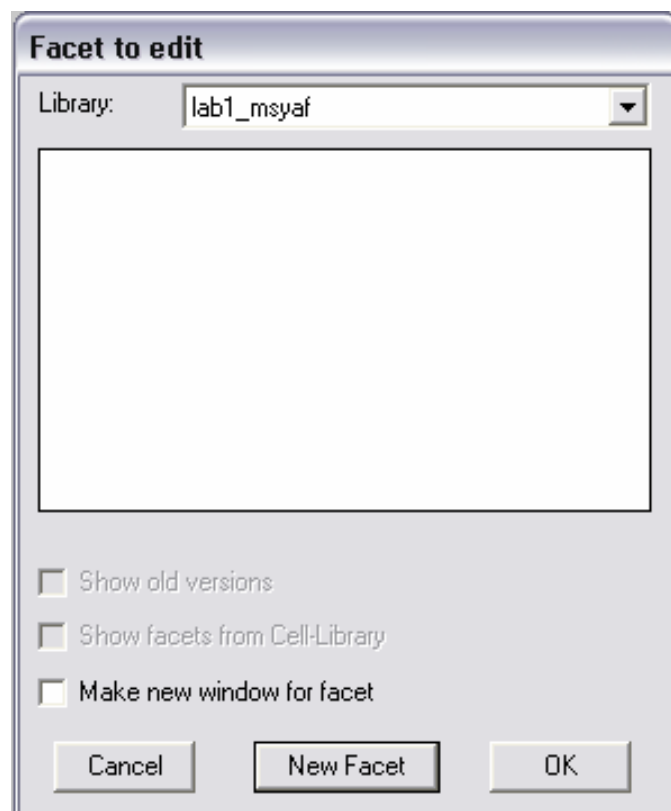 Facet to edit
Library: lab1_msyaf
Show old versions
Show facets from Cell-Library
Make new window for facet
Cancel New Facet OK